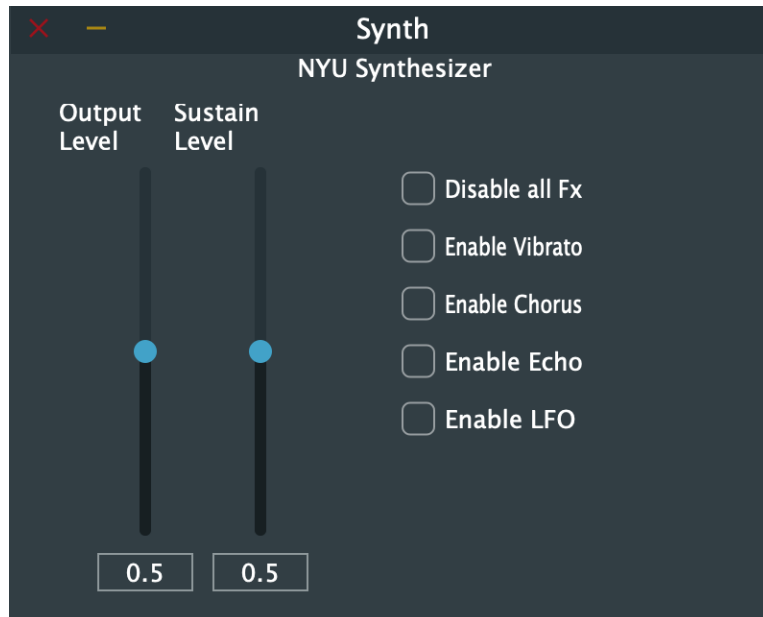 Synth
NYU Synthesizer
Output Level
Sustain Level
Disable all Fx
Enable Vibrato
Enable Chorus
Enable Echo
Enable LFO
0.5
0.5